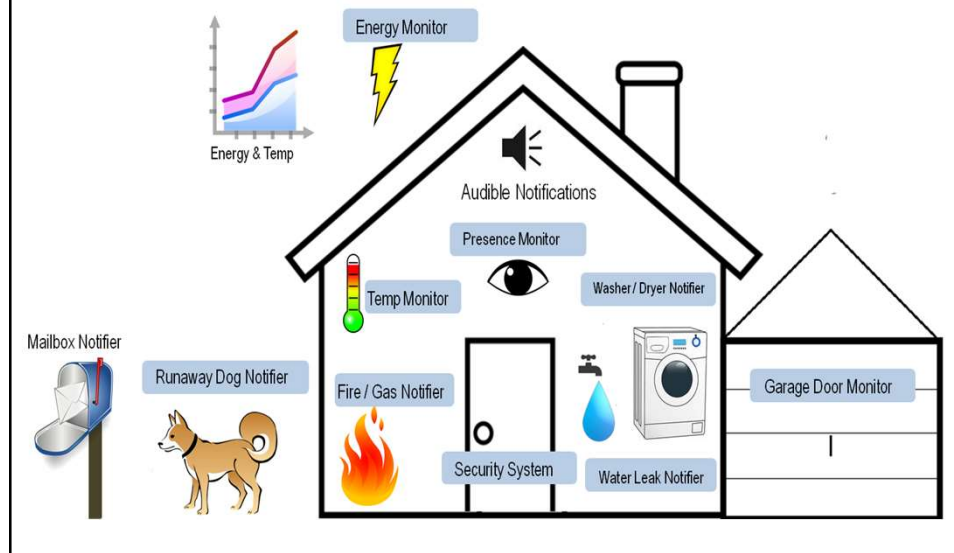 Energy Monitor
Energy & Temp
Audible Notifications
Presence Monitor
Temp Monitor
Washer / Dryer Notifier
Mailbox Notifier
Runaway Dog Notifier
Fire / Gas Notifier
Garage Door Monitor
Security System
Water Leak Notifier